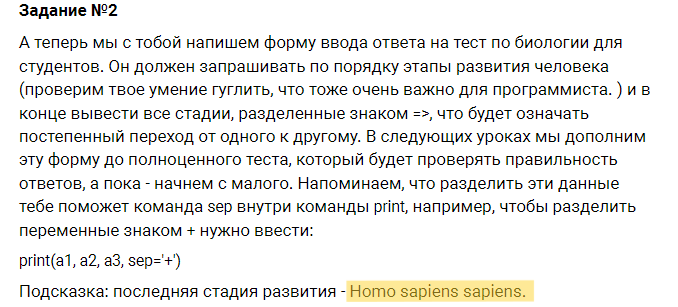 Задание №2
А теперь мы с тобой напишем форму ввода ответа на тест по биологии для
студентов. Он должен запрашивать по порядку этапы развития человека
(проверим твое умение гуглить, что тоже очень важно для программиста. ) и в
конце вывести все стадии, разделенные знаком =>, что будет означать
постепенный переход от одного к другому. В следующих уроках мы дополним
эту форму до полноценного теста, который будет проверять правильность
ответов, а пока - начнем с малого. Напоминаем, что разделить эти данные
тебе поможет команда sep внутри команды print, например, чтобы разделить
переменные знаком + нужно ввести:
print(a1, a2, a3, sep='+')
Подсказка: последняя стадия развития - Homo sapiens sapiens.